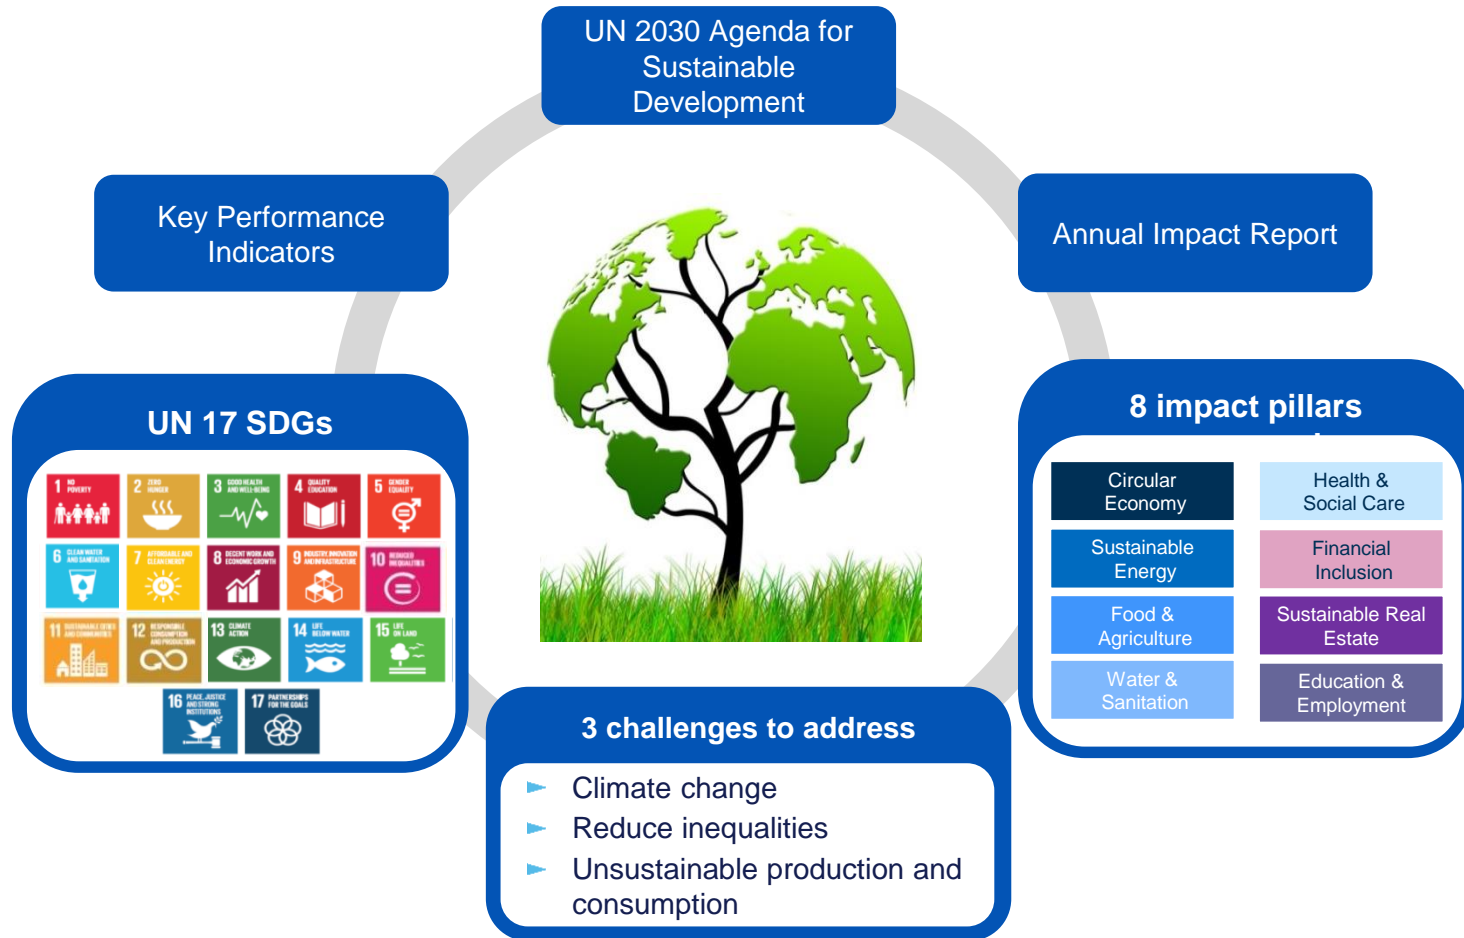 UN 2030 Agenda for
Sustainable
Development
Key Performance
Indicators
Annual Impact Report
UN 17 SDGs
1 NO
POVERTY
2 ZERO
HUNGER
3 GOOD HEALTH
AND WELL-BEING
4 QUALITY
EDUCATION
5 GENDER
EQUALITY
6 CLEAN WATER
AND SANITATION
7 AFFORDABLE AND
CLEAN ENERGY
8 DECENT WORK AND
ECONOMIC GROWTH
9 INDUSTRY, INNOVATION
AND INFRASTRUCTURE
10 REDUCED
INEQUALITIES
11 SUSTAINABLE CITIES
AND COMMUNITIES
12 RESPONSIBLE
CONSUMPTION
AND PRODUCTION
13 CLIMATE
ACTION
14 LIFE
BELOW WATER
15 LIFE
ON LAND
16 PEACE, JUSTICE
AND STRONG
INSTITUTIONS
17 PARTNERSHIPS
FOR THE GOALS
8 impact pillars
Circular
Economy
Health &
Social Care
Sustainable
Energy
Financial
Inclusion
Food &
Agriculture
Sustainable Real
Estate
Water &
Sanitation
Education &
Employment
3 challenges to address
► Climate change
► Reduce inequalities
► Unsustainable production and
consumption